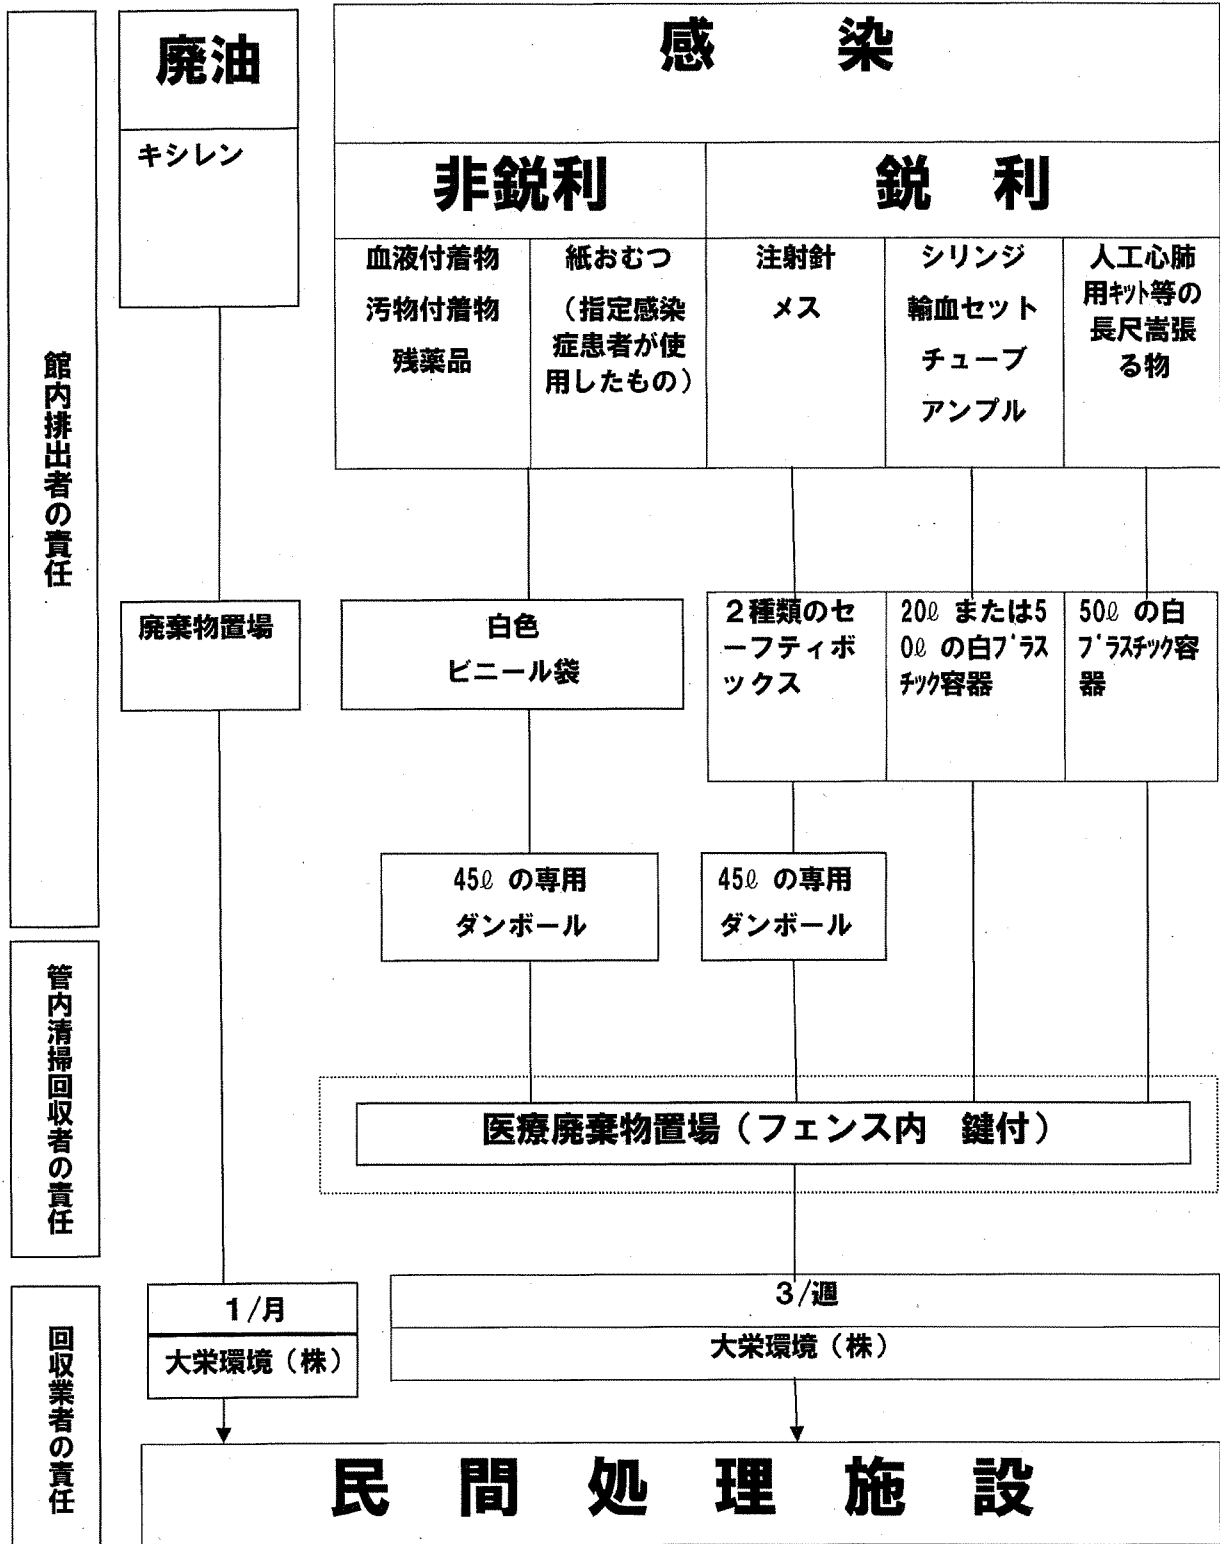 館内排出者の責任
管内清掃回収者の責任
回収業者の責任
廃油
キシレン
廃棄物置場
1/月
大栄環境（株）
感　染
非鋭利
鋭　利
血液付着物
汚物付着物
残薬品
紙おむつ
（指定感染
症患者が使
用したもの）
注射針
メス
シリンジ
輸血セット
チューブ
アンプル
人工心肺
用ｷｯﾄ等の
長尺嵩張
る物
白色
ビニール袋
２種類のセ
ーフティボ
ックス
20ℓ または5
0ℓ の白ﾌﾟﾗｽ
ﾁｯｸ容器
50ℓ の白
ﾌﾟﾗｽﾁｯｸ容
器
45ℓ の専用
ダンボール
45ℓ の専用
ダンボール
医療廃棄物置場（フェンス内　鍵付）
３/週
大栄環境（株）
民　間　処　理　施　設